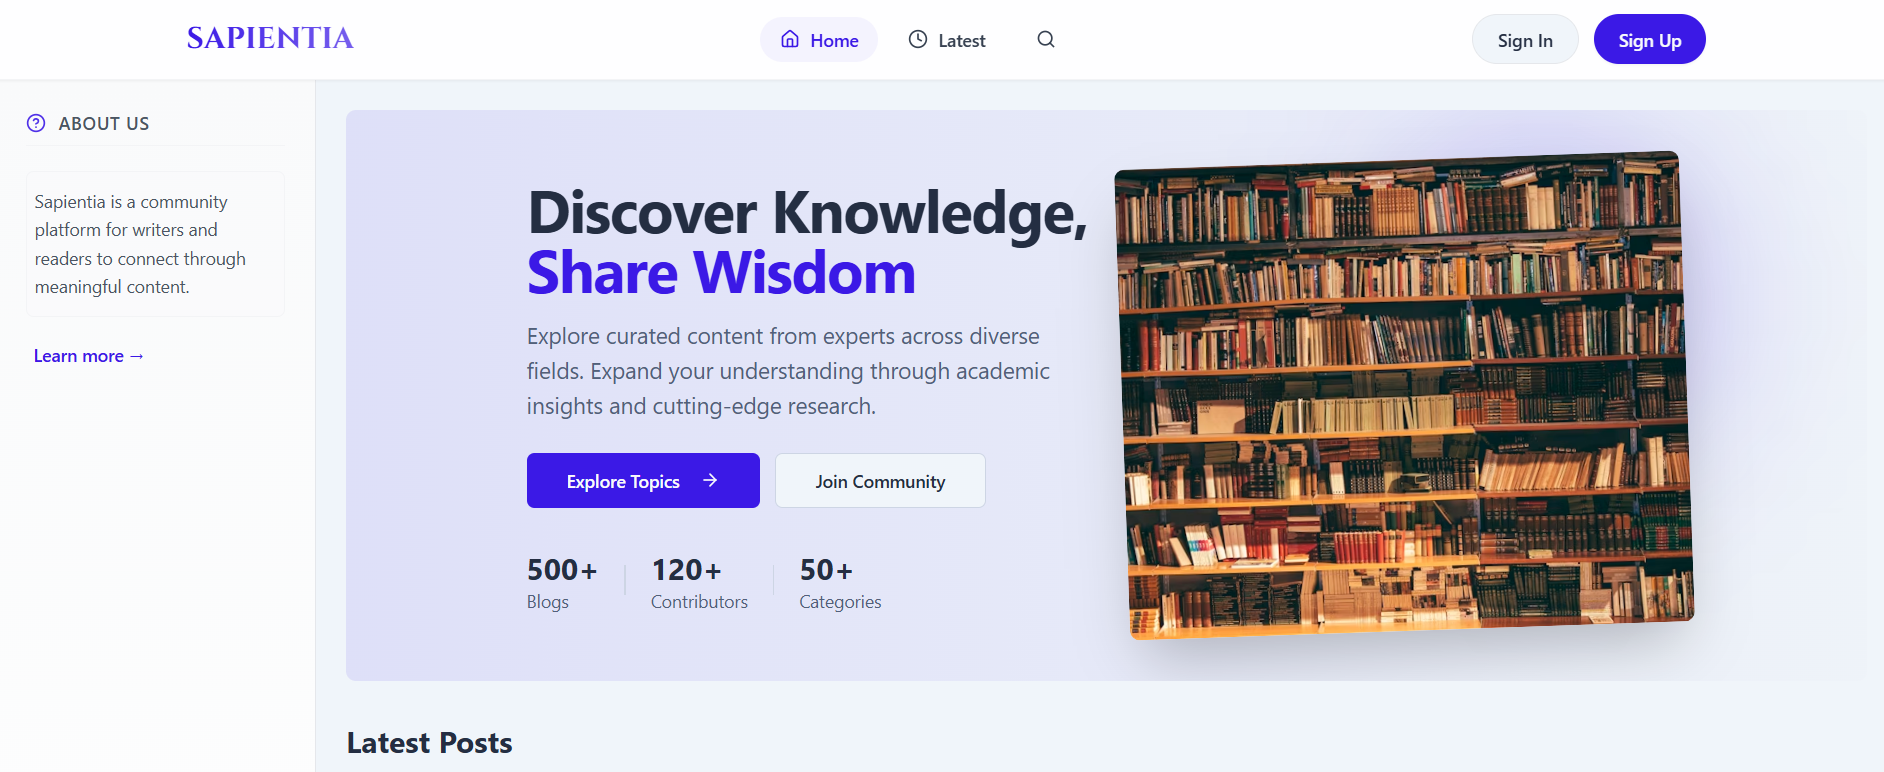 SAPIENTIA
Home
Latest
Sign In
Sign Up
ABOUT US
Sapientia is a community
platform for writers and
readers to connect through
meaningful content.
Learn more →
Discover Knowledge,
Share Wisdom
Explore curated content from experts across diverse
fields. Expand your understanding through academic
insights and cutting-edge research.
Explore Topics →
Join Community
500+
Blogs
120+
Contributors
50+
Categories
Latest Posts